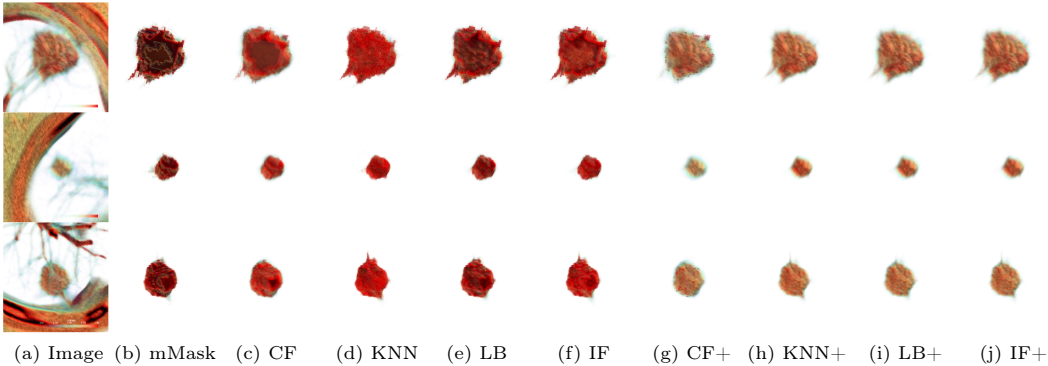 (a) Image (b) mMask (c) CF (d) KNN (e) LB (f) IF (g) CF+ (h) KNN+ (i) LB+ (j) IF+